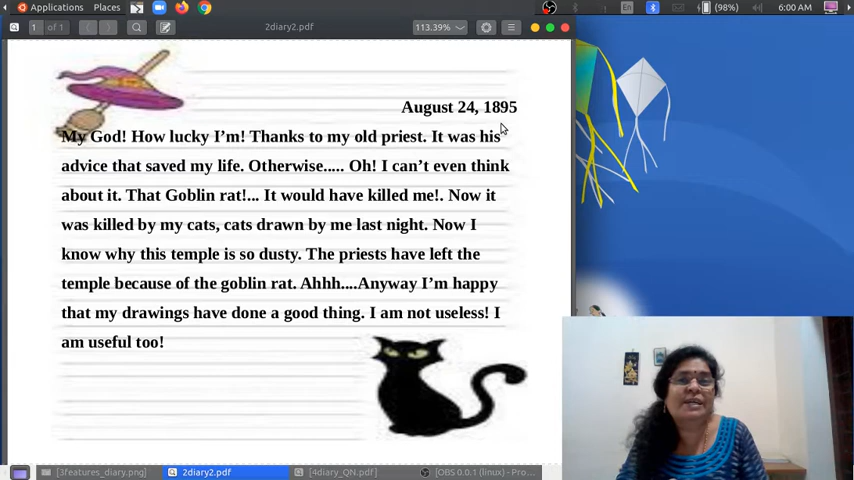 Applications Places En (98%) 6:00 AM
1 of 1 2diary2.pdf 113.39%
August 24, 1895
My God! How lucky I'm! Thanks to my old priest. It was his
advice that saved my life. Otherwise..... Oh! I can't even think
about it. That Goblin rat!... It would have killed me!. Now it
was killed by my cats, cats drawn by me last night. Now I
know why this temple is so dusty. The priests have left the
temple because of the goblin rat. Ahhh....Anyway I'm happy
that my drawings have done a good thing. I am not useless! I
am useful too!
[3features_diary.png] 2diary2.pdf [4diary_QN.pdf] [OBS 0.0.1 (linux) - Pro...